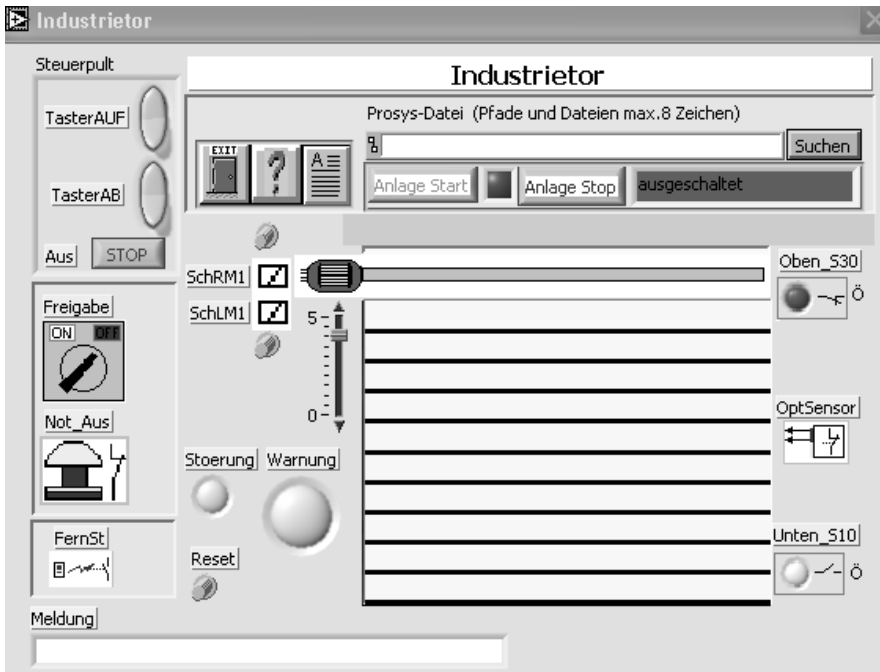 Industrietor
Steuerpult
Industrietor
TasterAUF
Prosys-Datei (Pfade und Dateien max.8 Zeichen)
EXIT
?
A
Suchen
TasterAB
Anlage Start
Anlage Stop
ausgeschaltet
Aus
STOP
SchRM1
Oben_S30
Ö
Freigabe
ON OFF
SchLM1
5
0
Not_Aus
OptSensor
Stoerung
Warnung
FernSt
Unten_S10
Ö
Reset
Meldung